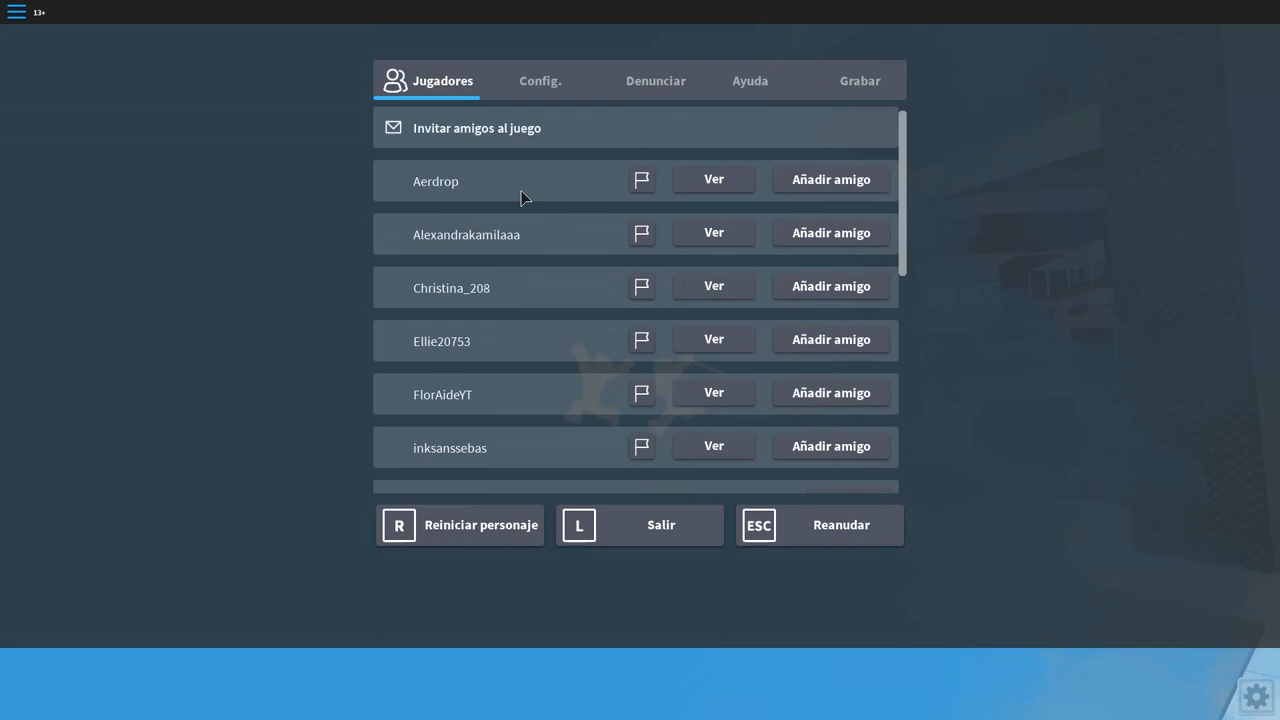 13+
Jugadores Config. Denunciar Ayuda Grabar
Invitar amigos al juego
Aerdrop Ver Añadir amigo
Alexandrakamilaaa Ver Añadir amigo
Christina_208 Ver Añadir amigo
Ellie20753 Ver Añadir amigo
FlorAideYT Ver Añadir amigo
inksanssebas Ver Añadir amigo
R Reiniciar personaje L Salir ESC Reanudar